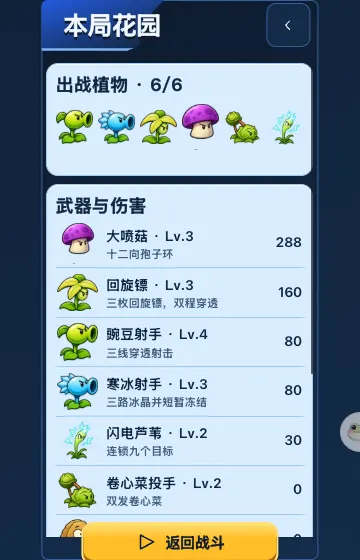 本局花园
出战植物 · 6/6
武器与伤害
大喷菇 · Lv.3
十二向孢子环
288
回旋镖 · Lv.3
三枚回旋镖，双程穿透
160
豌豆射手 · Lv.4
三线穿透射击
80
寒冰射手 · Lv.3
三路冰晶并短暂冻结
80
闪电芦苇 · Lv.2
连锁九个目标
30
卷心菜投手 · Lv.2
双发卷心菜
0
返回战斗